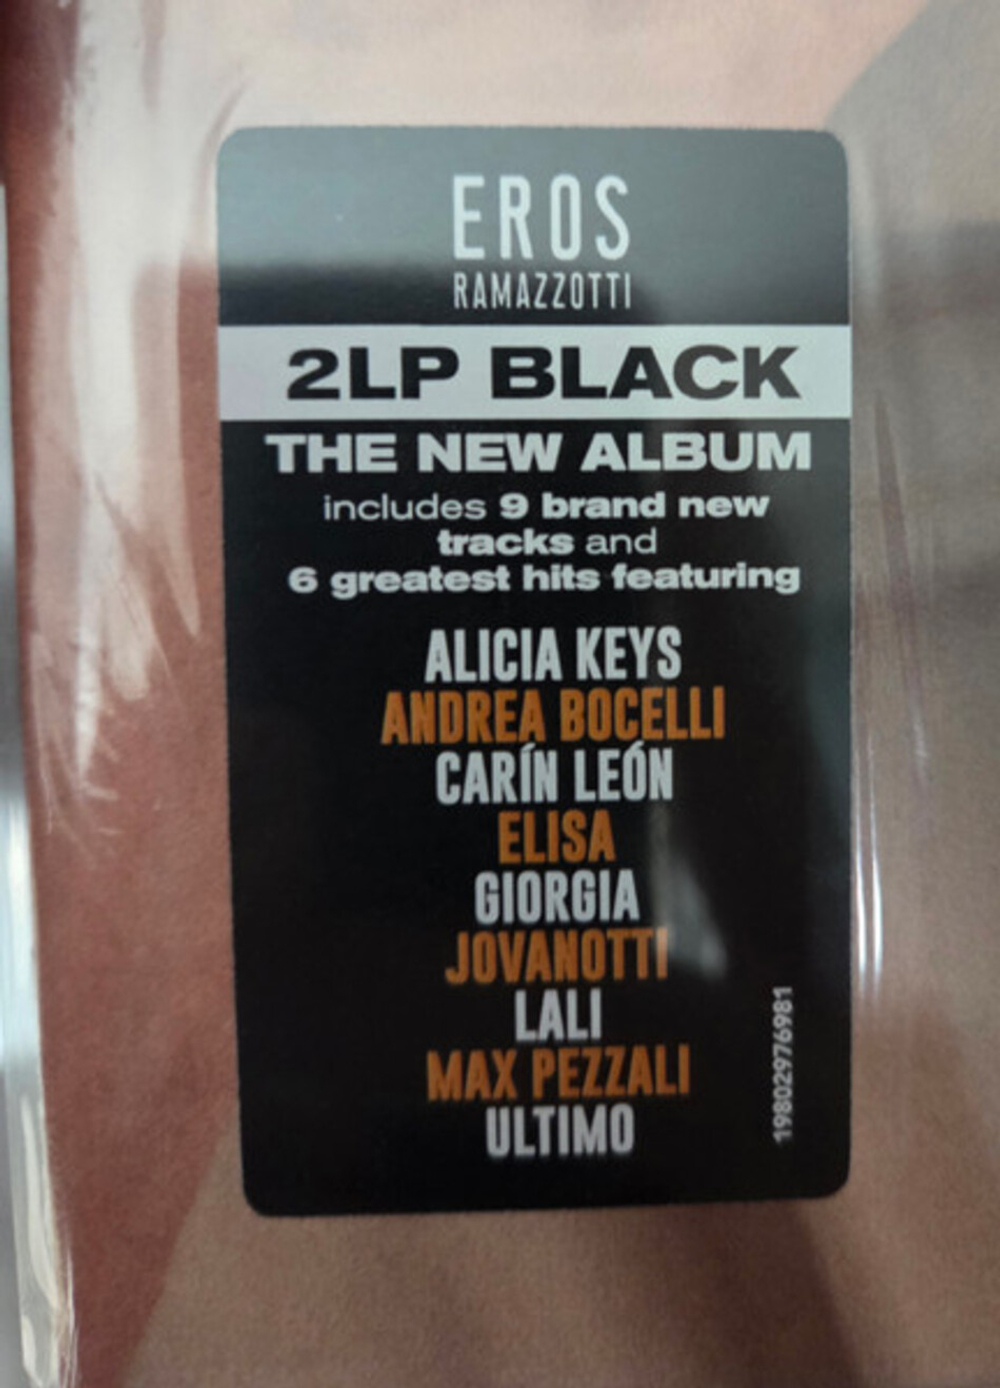 EROS
RAMAZZOTTI
2LP BLACK
THE NEW ALBUM
includes 9 brand new
tracks and
6 greatest hits featuring
ALICIA KEYS
ANDREA BOCELLI
CARÍN LEÓN
ELISA
GIORGIA
JOVANOTTI
LALI
MAX PEZZALI
ULTIMO
19802976981